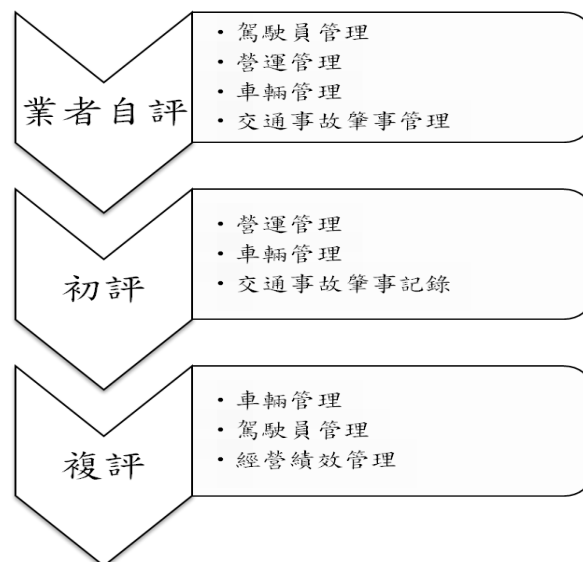 業者自評
• 駕駛員管理
• 營運管理
• 車輛管理
• 交通事故肇事管理
初評
• 營運管理
• 車輛管理
• 交通事故肇事記錄
複評
• 車輛管理
• 駕駛員管理
• 經營績效管理